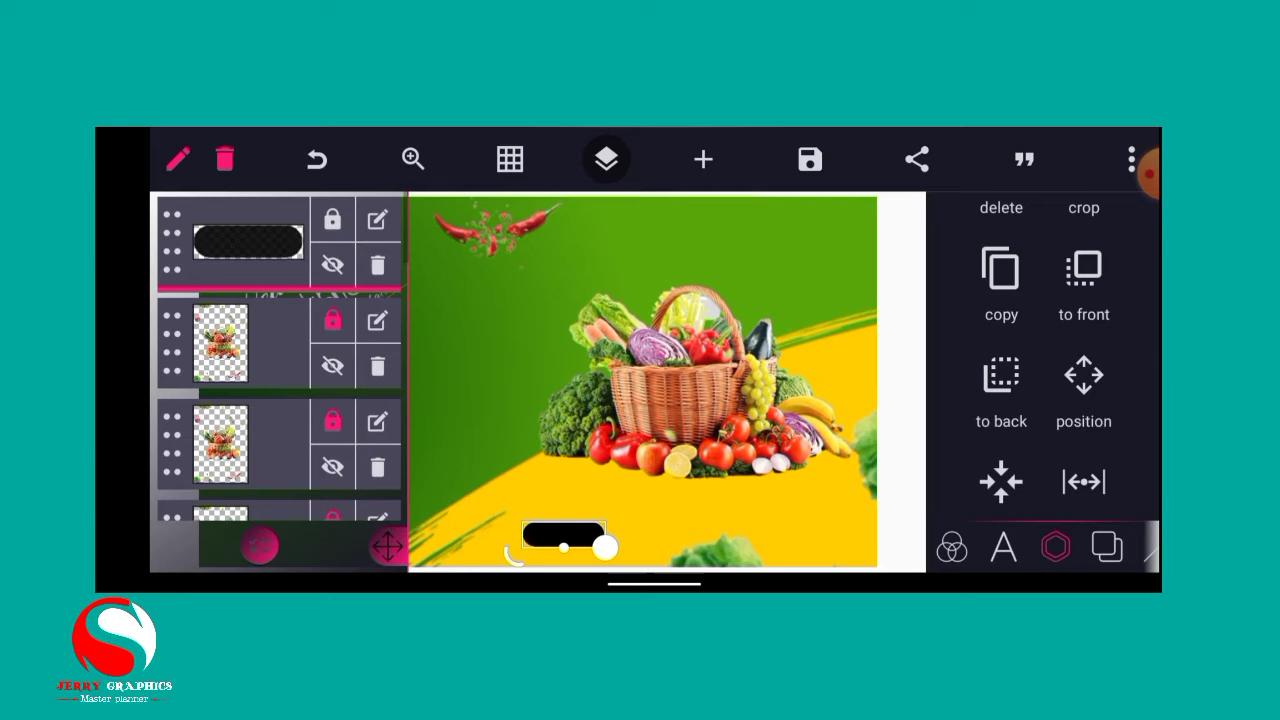 delete
crop
copy
to front
to back
position
JERRY GRAPHICS
Master planner